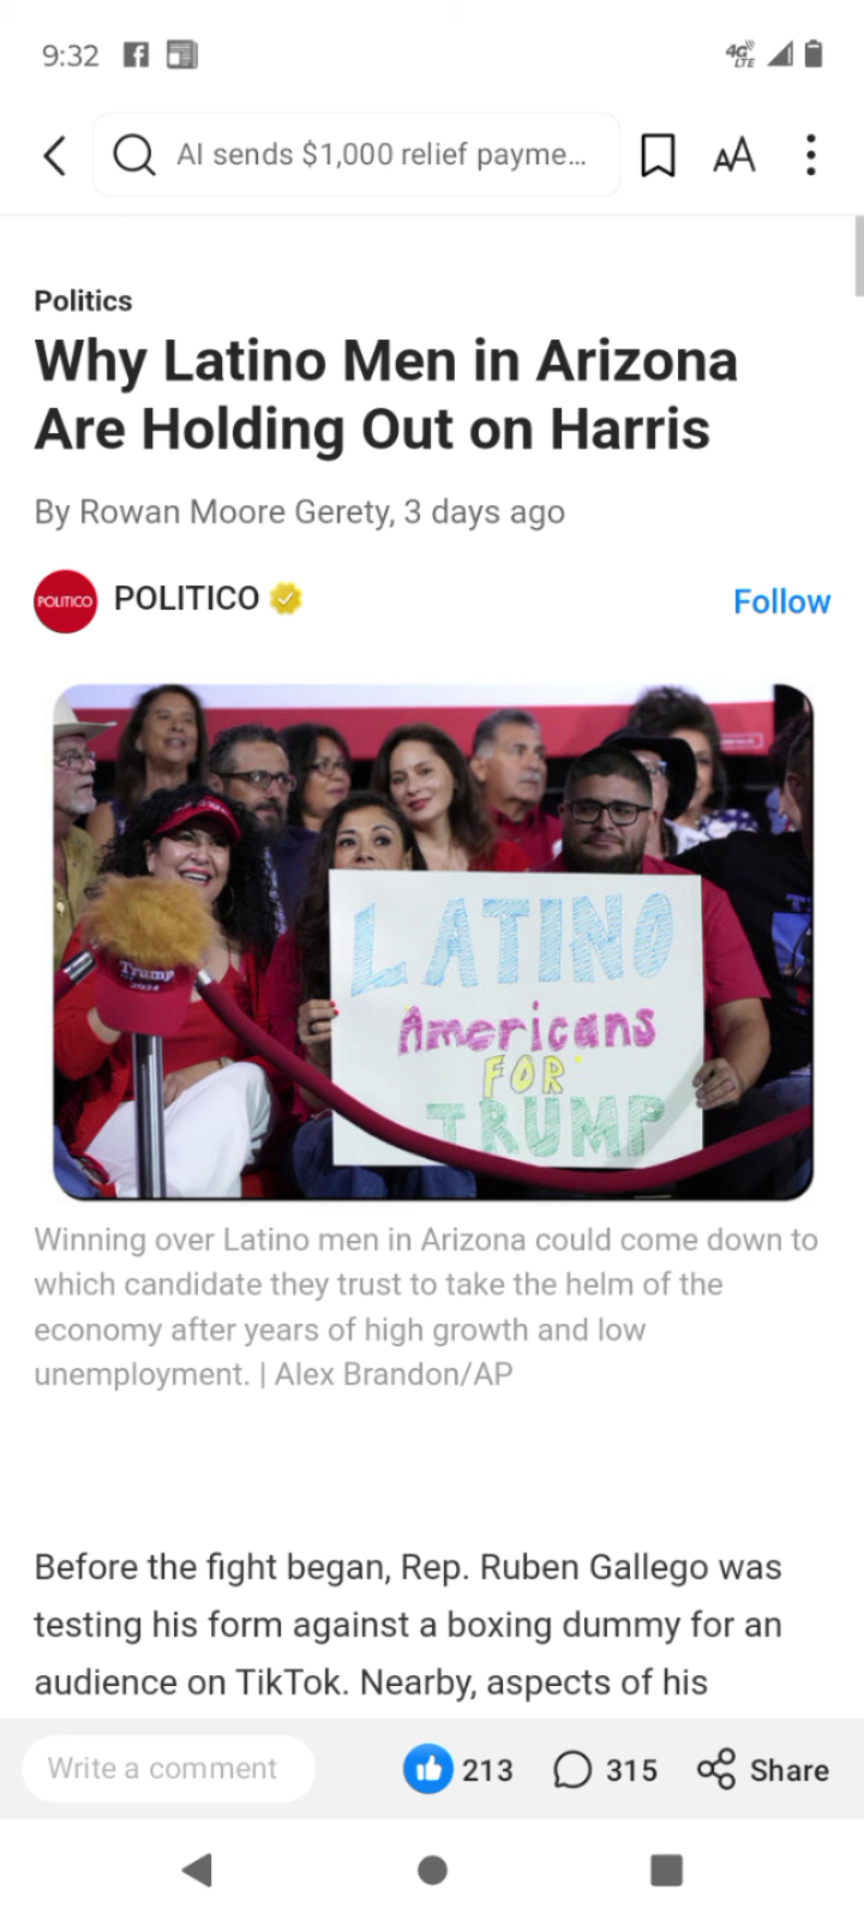 9:32
4G
LTE
AI sends $1,000 relief payme...
AA
Politics
Why Latino Men in Arizona
Are Holding Out on Harris
By Rowan Moore Gerety, 3 days ago
POLITICO
POLITICO
Follow
Trump
2024
LATINO
Americans
FOR
TRUMP
Winning over Latino men in Arizona could come down to
which candidate they trust to take the helm of the
economy after years of high growth and low
unemployment. | Alex Brandon/AP
Before the fight began, Rep. Ruben Gallego was
testing his form against a boxing dummy for an
audience on TikTok. Nearby, aspects of his
Write a comment
213
315
Share